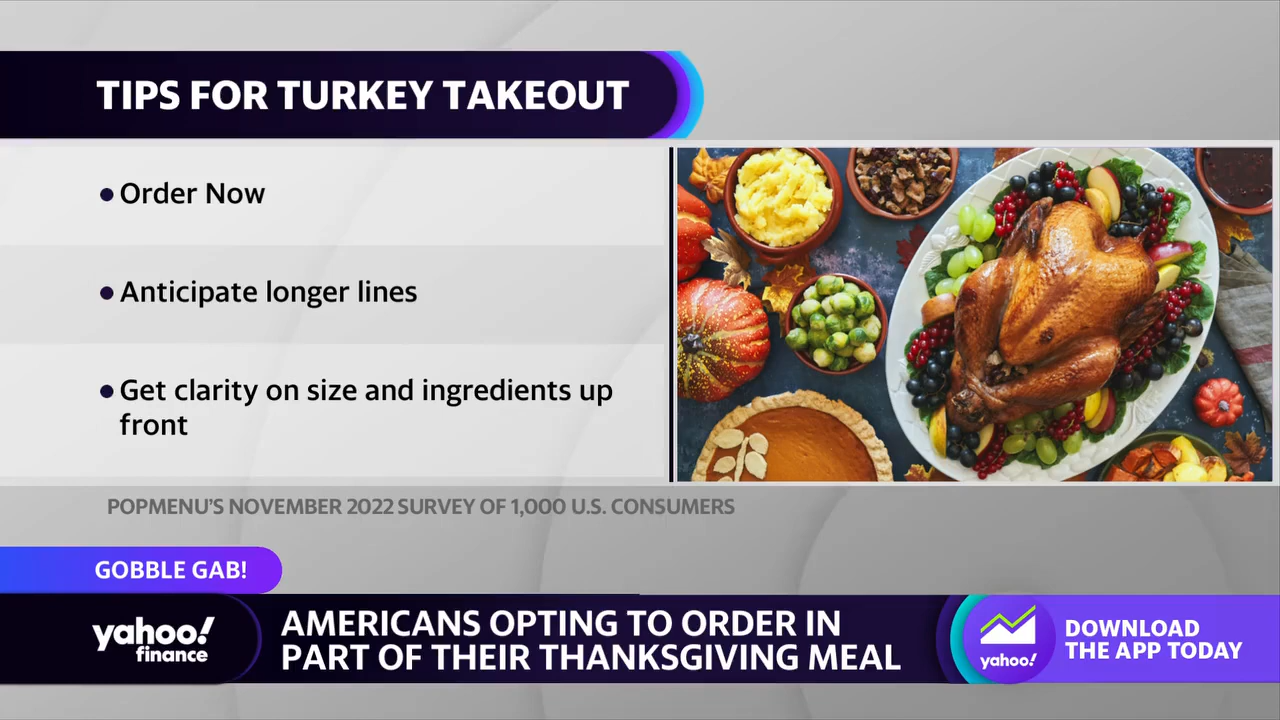 TIPS FOR TURKEY TAKEOUT
• Order Now
• Anticipate longer lines
• Get clarity on size and ingredients up
front
POPMENU'S NOVEMBER 2022 SURVEY OF 1,000 U.S. CONSUMERS
GOBBLE GAB!
yahoo!
finance
AMERICANS OPTING TO ORDER IN
PART OF THEIR THANKSGIVING MEAL
yahoo!
DOWNLOAD
THE APP TODAY